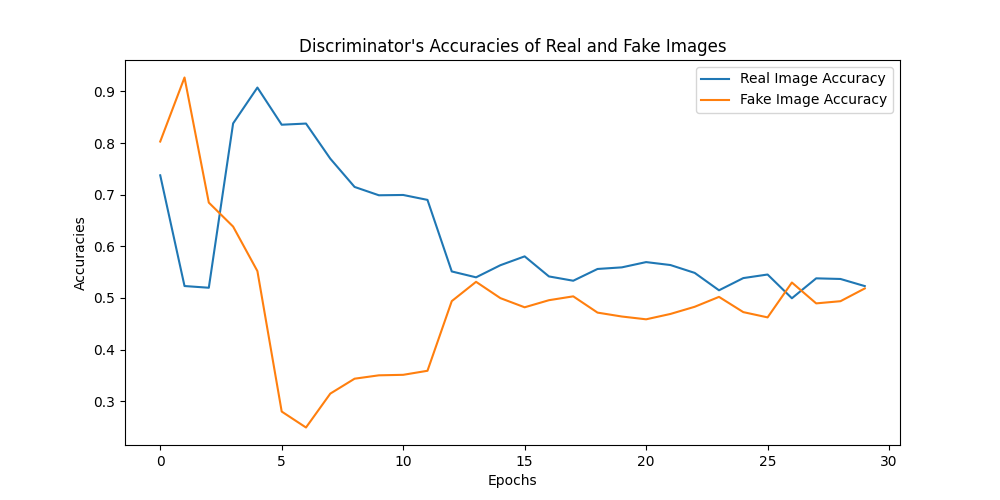 Discriminator's Accuracies of Real and Fake Images
Real Image Accuracy
Fake Image Accuracy
0.9
0.8
0.7
0.6
0.5
0.4
0.3
Accuracies
0 5 10 15 20 25 30
Epochs